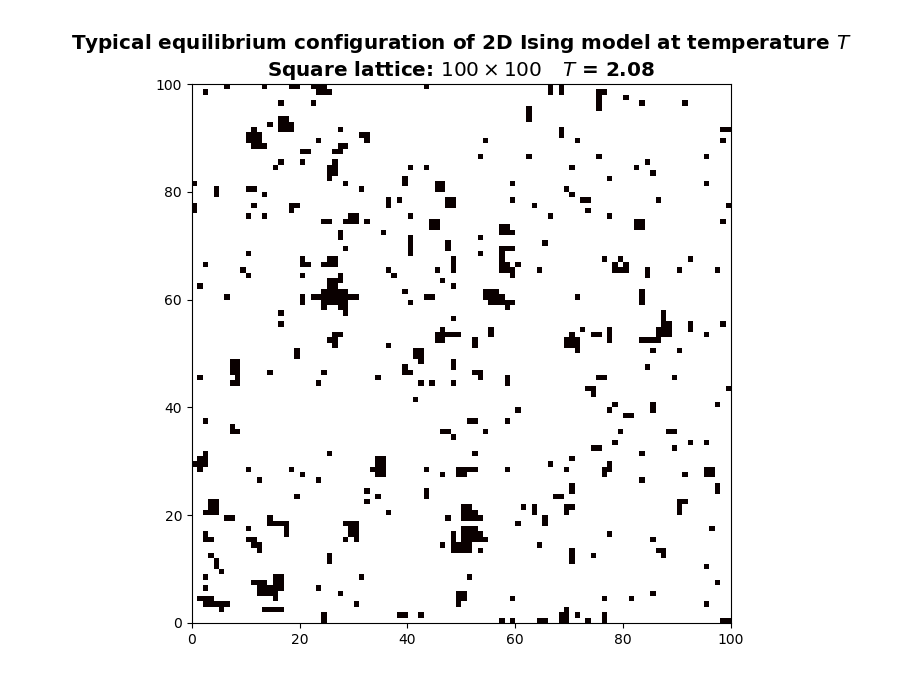 Typical equilibrium configuration of 2D Ising model at temperature T
Square lattice: 100 × 100 T = 2.08
100
80
60
40
20
0
0 20 40 60 80 100